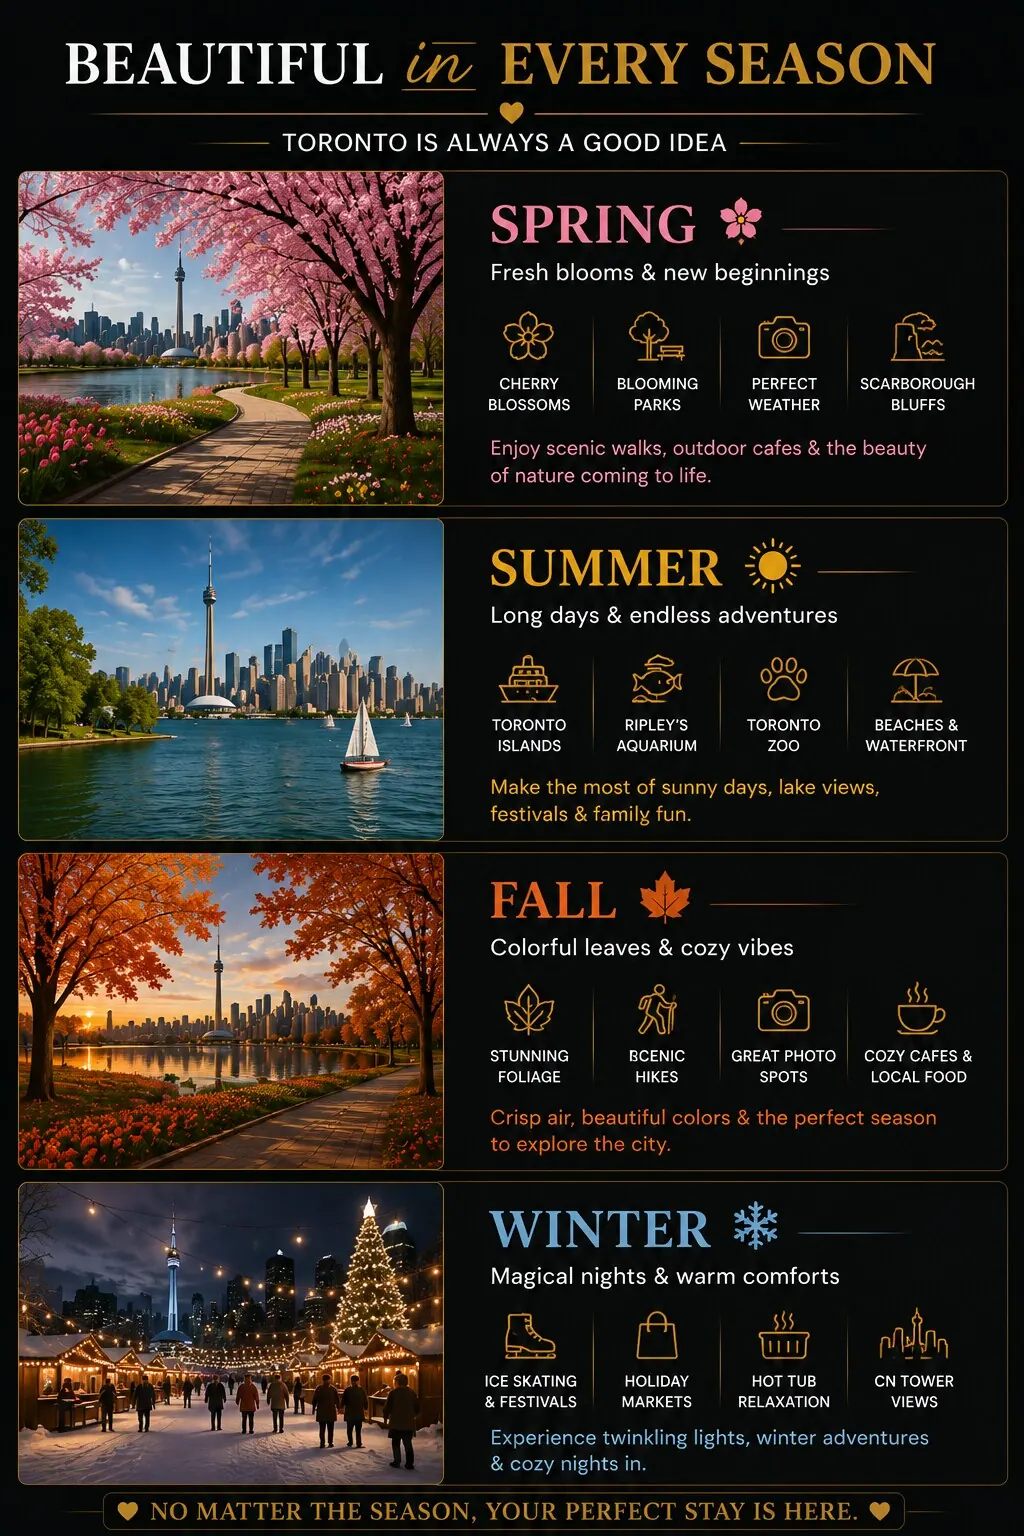 BEAUTIFUL in EVERY SEASON
TORONTO IS ALWAYS A GOOD IDEA
SPRING
Fresh blooms & new beginnings
CHERRY
BLOSSOMS
BLOOMING
PARKS
PERFECT
WEATHER
SCARBOROUGH
BLUFFS
Enjoy scenic walks, outdoor cafes & the beauty
of nature coming to life.
SUMMER
Long days & endless adventures
TORONTO
ISLANDS
RIPLEY'S
AQUARIUM
TORONTO
ZOO
BEACHES &
WATERFRONT
Make the most of sunny days, lake views,
festivals & family fun.
FALL
Colorful leaves & cozy vibes
STUNNING
FOLIAGE
BCENIC
HIKES
GREAT PHOTO
SPOTS
COZY CAFES &
LOCAL FOOD
Crisp air, beautiful colors & the perfect season
to explore the city.
WINTER
Magical nights & warm comforts
ICE SKATING
& FESTIVALS
HOLIDAY
MARKETS
HOT TUB
RELAXATION
CN TOWER
VIEWS
Experience twinkling lights, winter adventures
& cozy nights in.
NO MATTER THE SEASON, YOUR PERFECT STAY IS HERE.